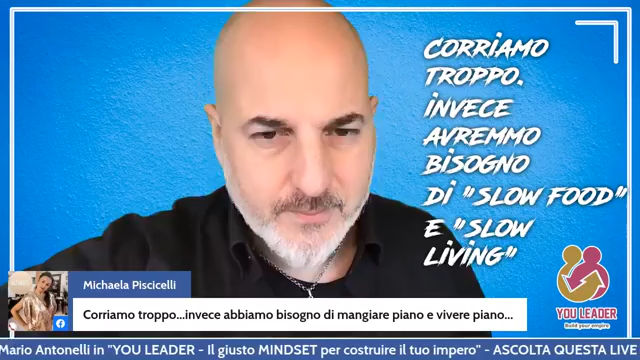 CORRIAMO
TROPPO.
INVECE
AVREMMO
BISOGNO
DI "SLOW FOOD"
E "SLOW
LIVING"
YOU LEADER
Build your empire
Michaela Piscicelli
Corriamo troppo...invece abbiamo bisogno di mangiare piano e vivere piano...
Mario Antonelli in "YOU LEADER - Il giusto MINDSET per costruire il tuo impero" - ASCOLTA QUESTA LIVE